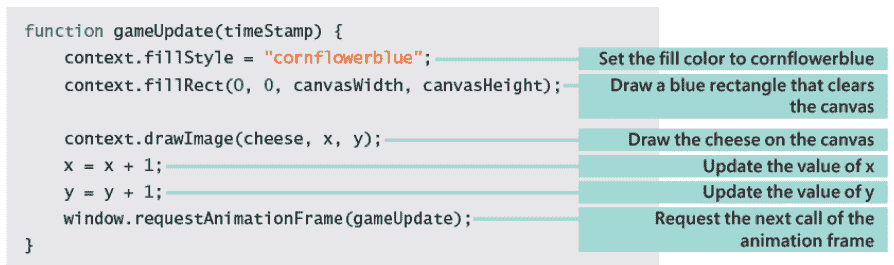 function gameUpdate(timeStamp) {
context.fillStyle = "cornflowerblue";
Set the fill color to cornflowerblue
context.fillRect(0, 0, canvasWidth, canvasHeight);
Draw a blue rectangle that clears
the canvas
context.drawImage(cheese, x, y);
Draw the cheese on the canvas
x = x + 1;
Update the value of x
y = y + 1;
Update the value of y
window.requestAnimationFrame(gameUpdate);
Request the next call of the
animation frame
}